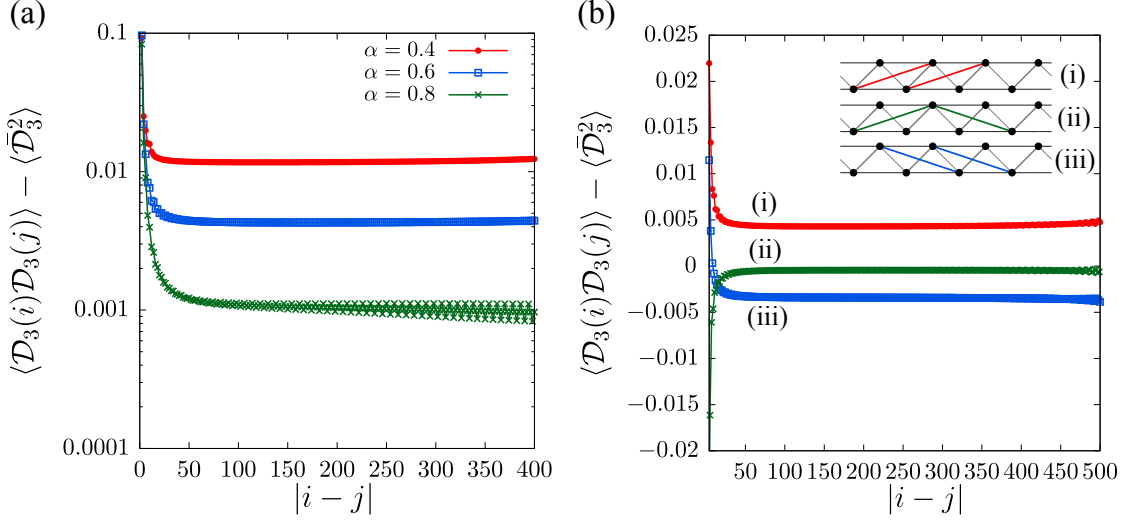 (a)
⟨𝒟₃(i)𝒟₃(j)⟩ − ⟨𝒟̄₃²⟩
0.1
0.01
0.001
0.0001
α = 0.4
α = 0.6
α = 0.8
0 50 100 150 200 250 300 350 400
|i − j|
(b)
⟨𝒟₃(i)𝒟₃(j)⟩ − ⟨𝒟̄₃²⟩
0.025
0.02
0.015
0.01
0.005
0
−0.005
−0.01
−0.015
−0.02
(i)
(ii)
(iii)
(i)
(ii)
(iii)
50 100 150 200 250 300 350 400 450 500
|i − j|